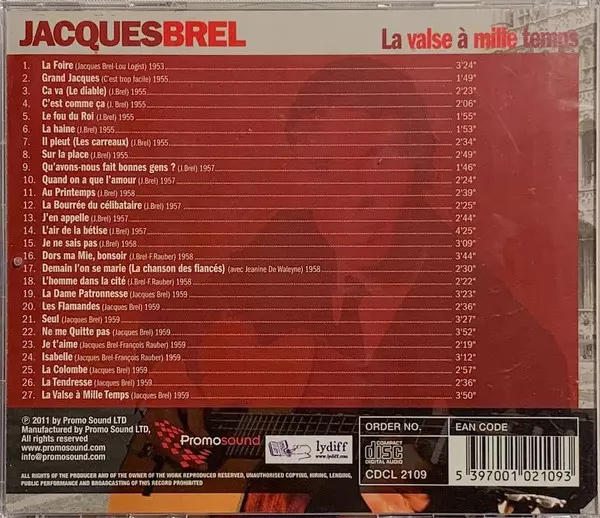 JACQUESBREL
La valse à mille temps
1. La Foire (Jacques Brel-Lou Logist) 1953 3'24"
2. Grand Jacques (C'est trop facile) 1955 1'49"
3. Ca va (Le diable) (J.Brel) 1955 2'23"
4. C'est comme ça (J. Brel) 1955 2'06"
5. Le fou du Roi (J.Brel) 1955 1'55"
6. La haine (J.Brel) 1955 1'53"
7. Il pleut (Les carreaux) (J.Brel) 1955 2'34"
8. Sur la place (J.Brel) 1955 2'49"
9. Qu'avons-nous fait bonnes gens ? (J.Brel) 1957 1'46"
10. Quand on a que l'amour (J.Brel) 1956 2'24"
11. Au Printemps (J.Brel) 1958 2'39"
12. La Bourrée du célibataire (J.Brel) 1957 2'25"
13. J'en appelle (J.Brel) 1957 2'44"
14. L'air de la bêtise (J.Brel) 1957 4'25"
15. Je ne sais pas (J.Brel) 1958 3'09"
16. Dors ma Mie, bonsoir (J.Brel-F.Rauber) 1958 3'44"
17. Demain l'on se marie (La chanson des fiancés) (avec Jeanine De Waleyne) 1958 2'30"
18. L'homme dans la cité (J.Brel-F.Rauber) 1958 2'22"
19. La Dame Patronnesse (Jacques Brel) 1959 3'23"
20. Les Flamandes (Jacques Brel) 1959 2'36"
21. Seul (Jacques Brel) 1959 3'27"
22. Ne me Quitte pas (Jacques Brel) 1959 3'52"
23. Je t'aime (Jacques Brel-François Rauber) 1959 2'19"
24. Isabelle (Jacques Brel-François Rauber) 1959 3'12"
25. La Colombe (Jacques Brel) 1959 2'57"
26. La Tendresse (Jacques Brel) 1959 2'36"
27. La Valse à Mille Temps (Jacques Brel) 1959 3'50"
℗ 2011 by Promo Sound LTD
Manufactured by Promo Sound LTD,
All rights reserved
www.promosound.com
info@promosound.com
Promosound
lydiff
www.lydiff.com
ORDER NO.
COMPACT
disc
DIGITAL AUDIO
CDCL 2109
EAN CODE
5 397001 021093
ALL RIGHTS OF THE PRODUCER AND OF THE OWNER OF THE WORK REPRODUCED RESERVED, UNAUTHORISED COPYING, HIRING, LENDING,
PUBLIC PERFORMANCE AND BROADCASTING OF THIS RECORD PROHIBITED